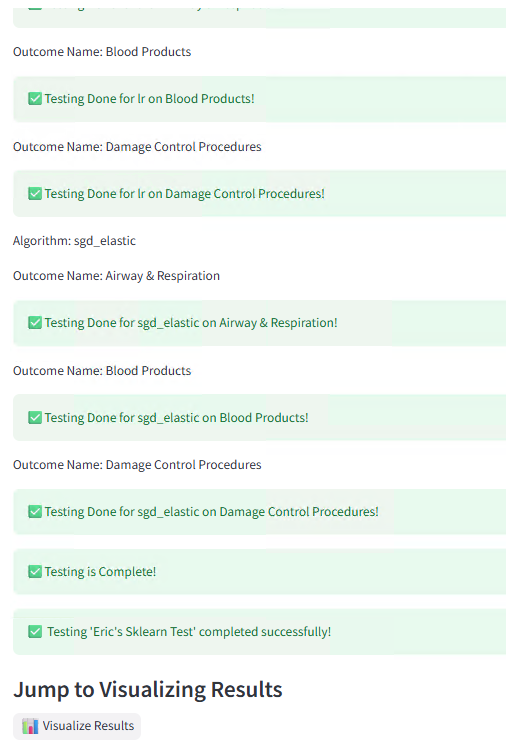 Outcome Name: Blood Products
✅ Testing Done for lr on Blood Products!
Outcome Name: Damage Control Procedures
✅ Testing Done for lr on Damage Control Procedures!
Algorithm: sgd_elastic
Outcome Name: Airway & Respiration
✅ Testing Done for sgd_elastic on Airway & Respiration!
Outcome Name: Blood Products
✅ Testing Done for sgd_elastic on Blood Products!
Outcome Name: Damage Control Procedures
✅ Testing Done for sgd_elastic on Damage Control Procedures!
✅ Testing is Complete!
✅ Testing 'Eric's Sklearn Test' completed successfully!
Jump to Visualizing Results
📊 Visualize Results